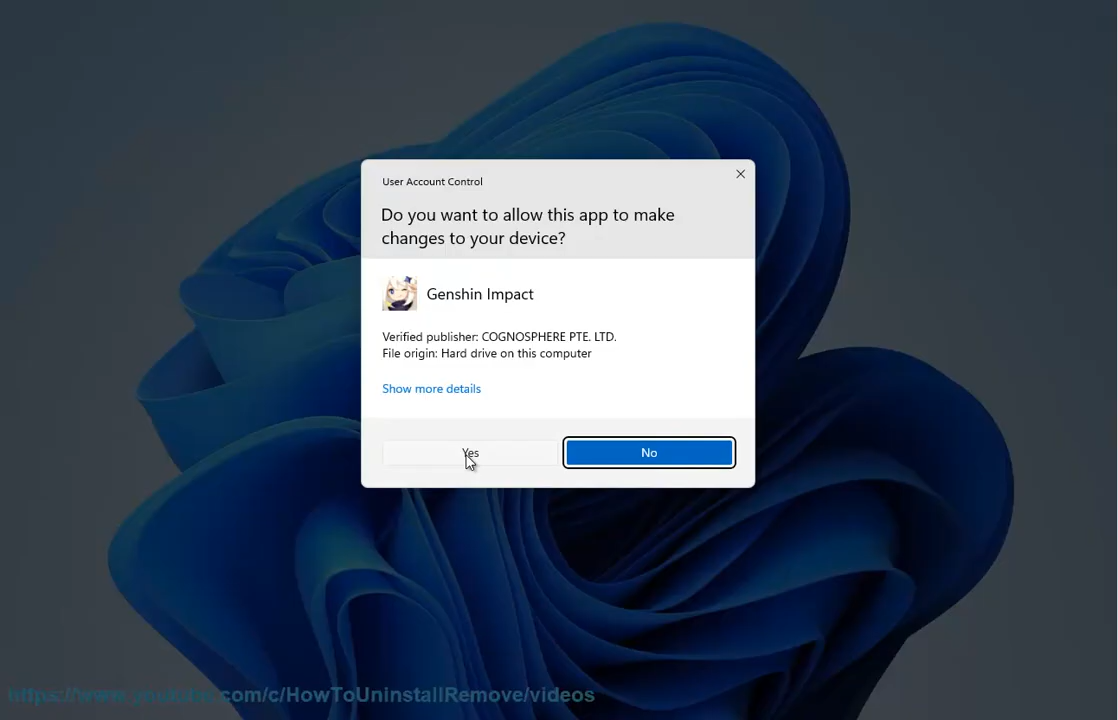 User Account Control
Do you want to allow this app to make
changes to your device?
Genshin Impact
Verified publisher: COGNOSPHERE PTE. LTD.
File origin: Hard drive on this computer
Show more details
Yes
No
https://www.youtube.com/c/HowToUninstallRemove/videos